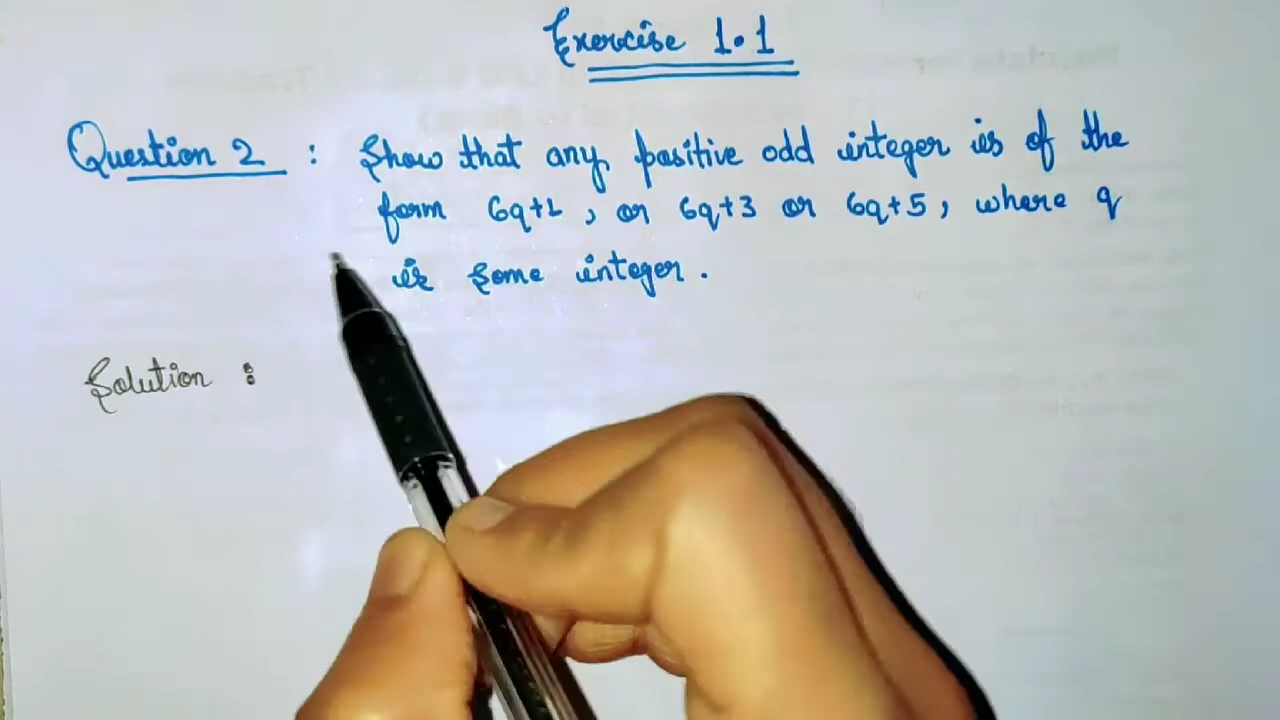 Exercise 1.1
Question 2 : Show that any positive odd integer is of the
form 6q+1, or 6q+3 or 6q+5, where q
is some integer.
Solution :